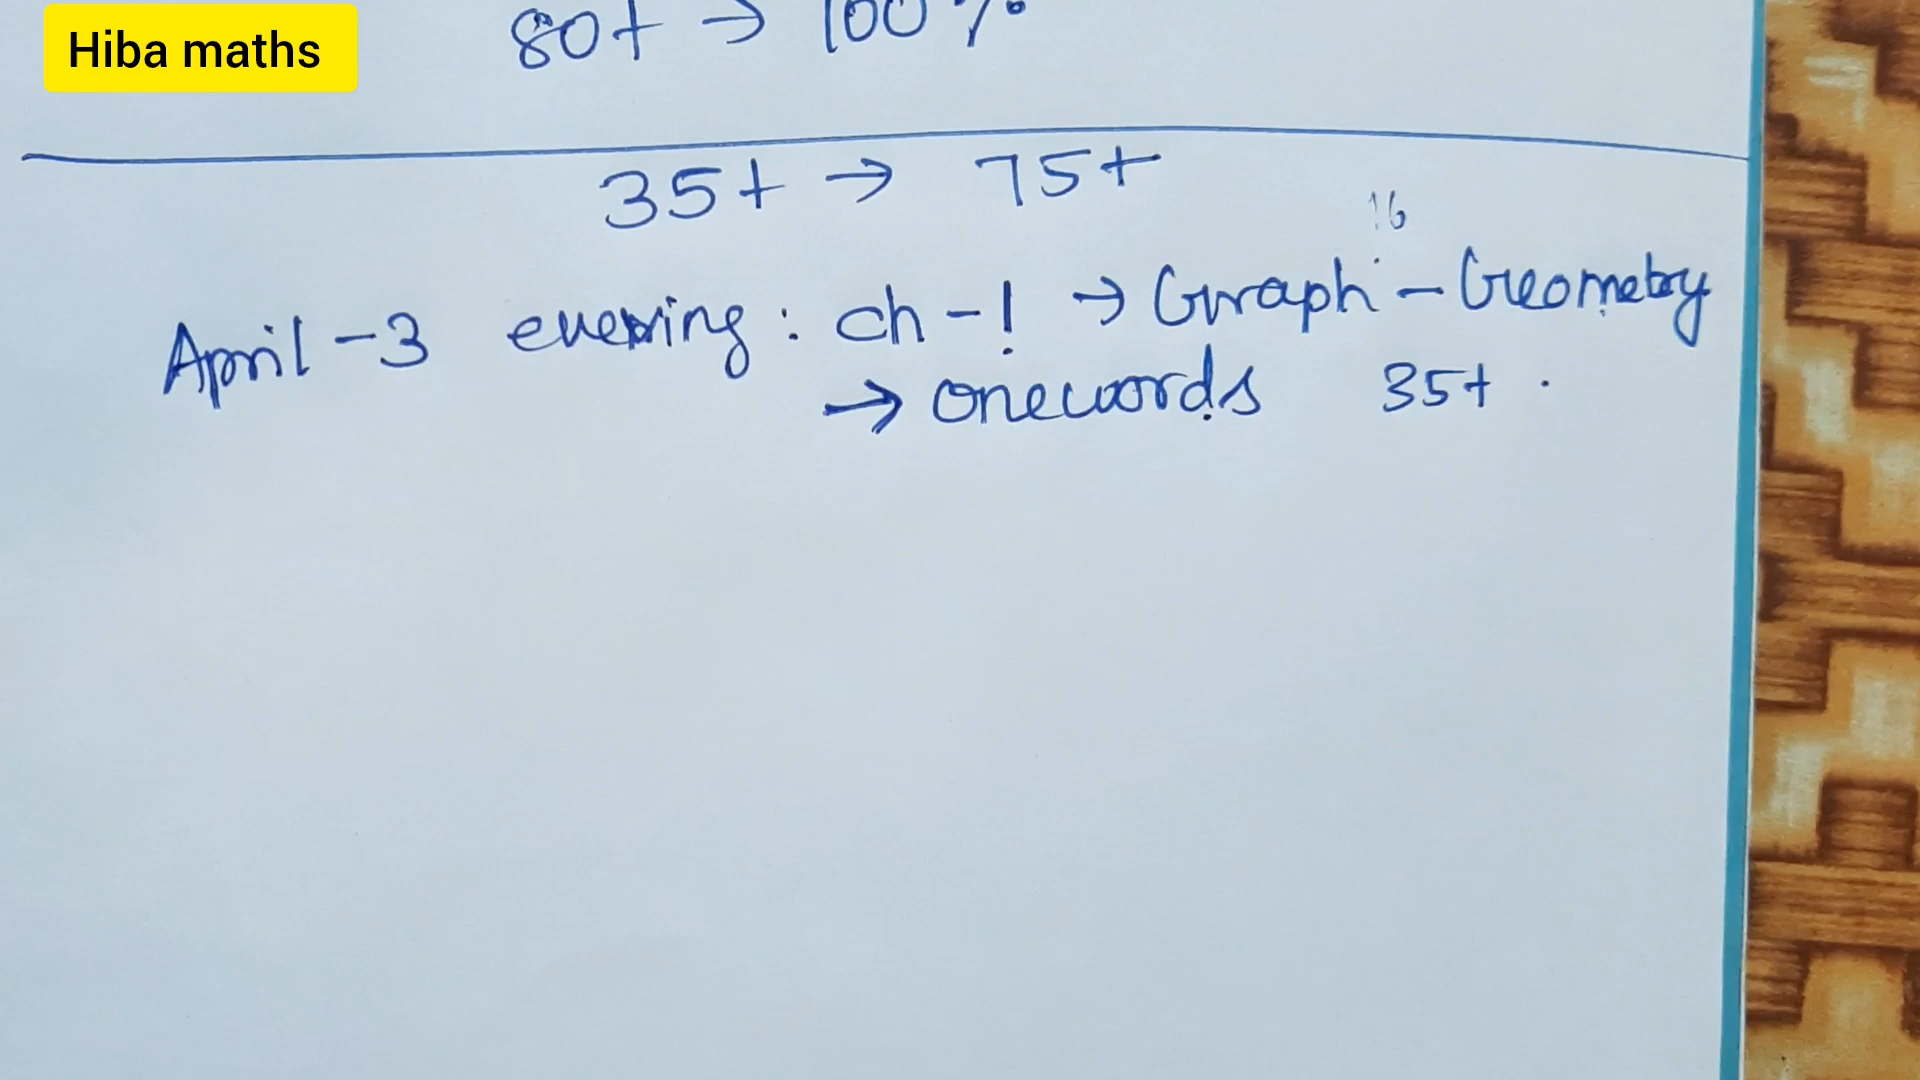 Hiba maths
80+ → 100%
35+ → 75+
16
April - 3 evening : ch - 1 → Graph - Geometry
→ onewords 35+ .